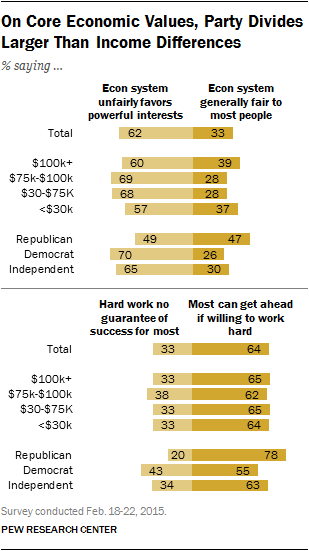 On Core Economic Values, Party Divides
Larger Than Income Differences
% saying ...
Econ system unfairly favors powerful interests
Econ system generally fair to most people
Total 62 33
$100k+ 60 39
$75k-$100k 69 28
$30-$75K 68 28
<$30k 57 37
Republican 49 47
Democrat 70 26
Independent 65 30
Hard work no guarantee of success for most
Most can get ahead if willing to work hard
Total 33 64
$100k+ 33 65
$75k-$100k 38 62
$30-$75K 33 65
<$30k 33 64
Republican 20 78
Democrat 43 55
Independent 34 63
Survey conducted Feb. 18-22, 2015.
PEW RESEARCH CENTER